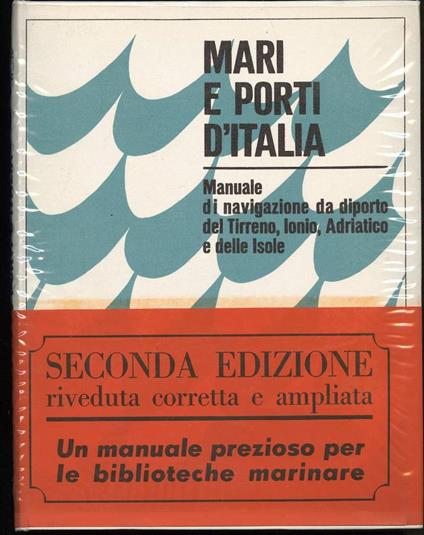 MARI
E PORTI
D'ITALIA
Manuale
di navigazione da diporto
del Tirreno, Ionio, Adriatico
e delle Isole
SECONDA EDIZIONE
riveduta corretta e ampliata
Un manuale prezioso per
le biblioteche marinare